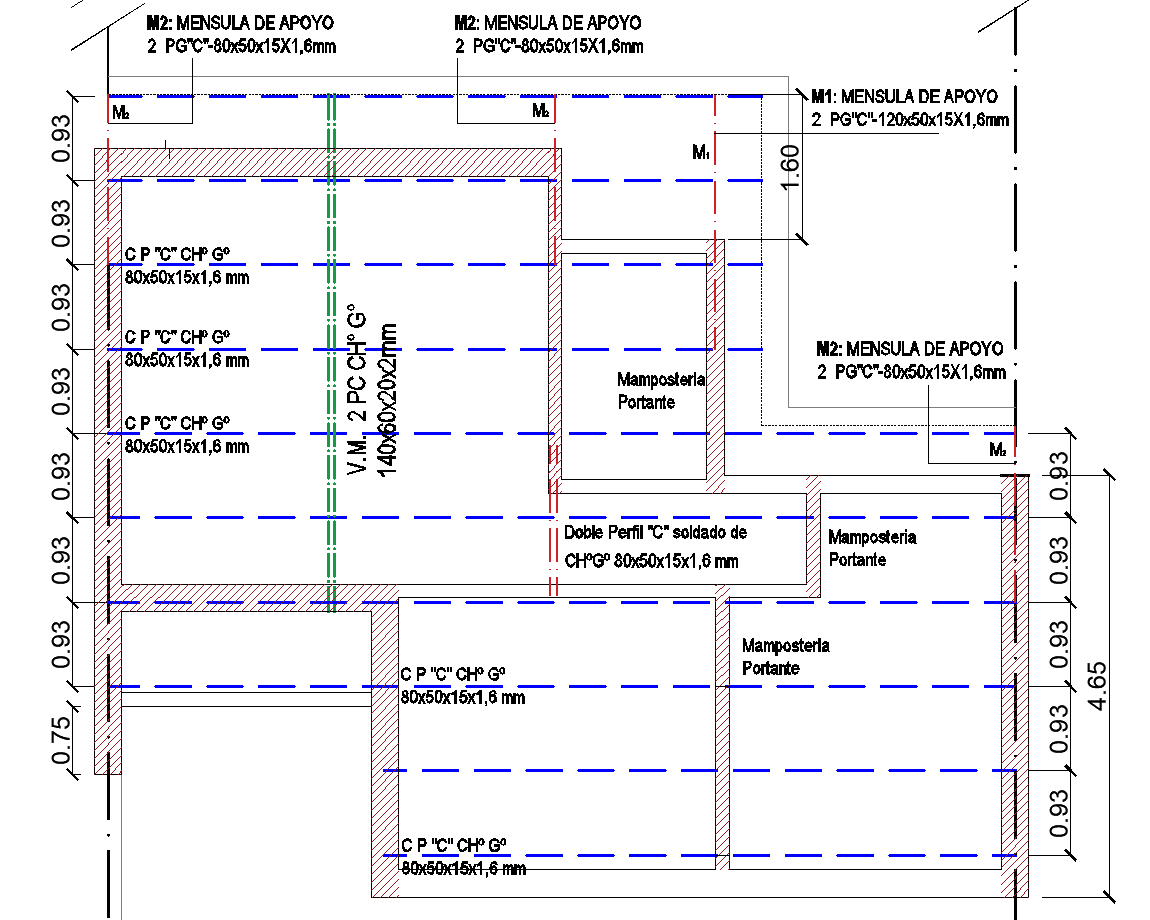 M2: MENSULA DE APOYO
2 PG"C"-80x50x15X1,6mm
M2: MENSULA DE APOYO
2 PG"C"-80x50x15X1,6mm
M1: MENSULA DE APOYO
2 PG"C"-120x50x15X1,6mm
M2
M2
M1
1.60
0.93
0.93
0.93
0.93
0.93
0.93
0.93
0.75
C P "C" CHº Gº
80x50x15x1,6 mm
C P "C" CHº Gº
80x50x15x1,6 mm
C P "C" CHº Gº
80x50x15x1,6 mm
V.M. 2 PC CHº G°
140x60x20x2mm
Mamposteria
Portante
M2: MENSULA DE APOYO
2 PG"C"-80x50x15X1,6mm
M2
Doble Perfil "C" soldado de
CHºGº 80x50x15x1,6 mm
Mamposteria
Portante
Mamposteria
Portante
C P "C" CHº Gº
80x50x15x1,6 mm
C P "C" CHº Gº
80x50x15x1,6 mm
0.93
0.93
0.93
0.93
0.93
4.65